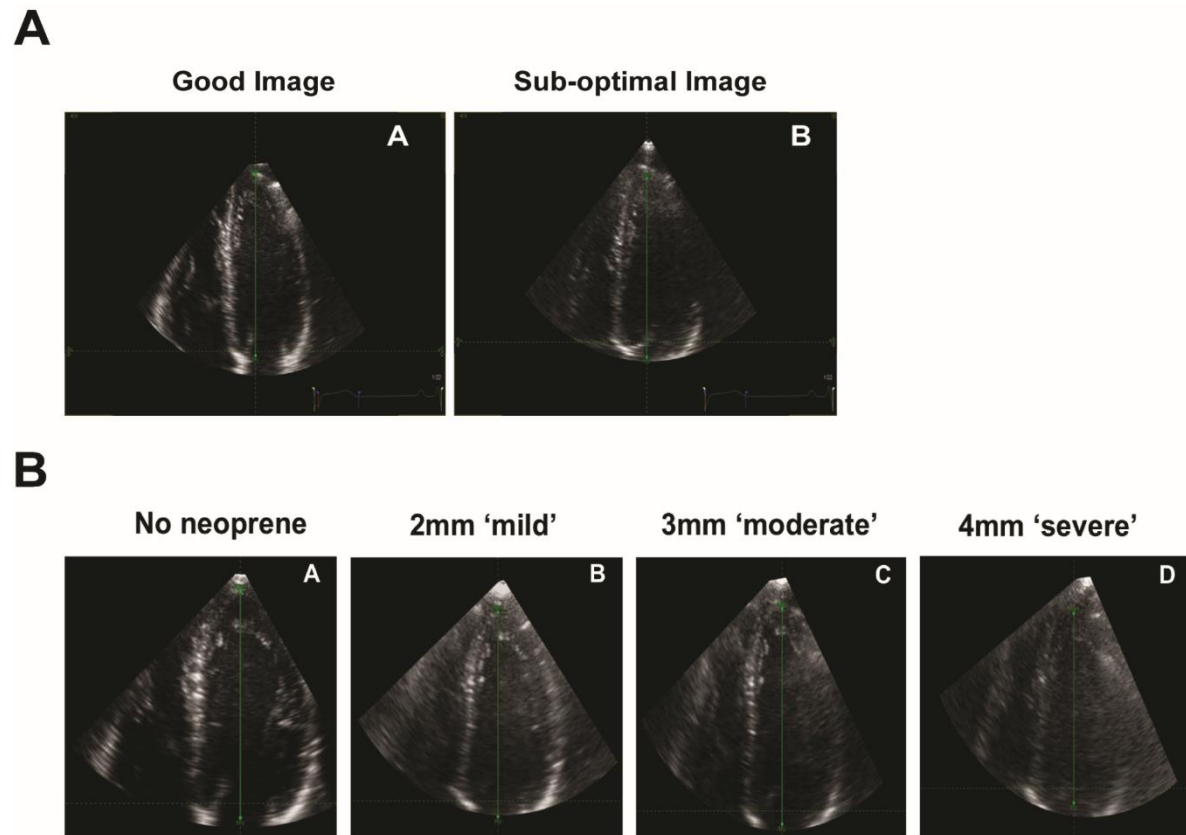 A
Good Image
Sub-optimal Image
A
B
B
No neoprene
2mm ‘mild’
3mm ‘moderate’
4mm ‘severe’
A
B
C
D